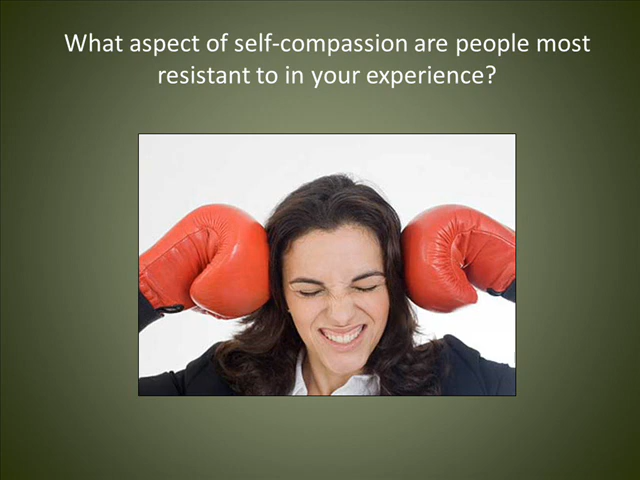 What aspect of self-compassion are people most
resistant to in your experience?